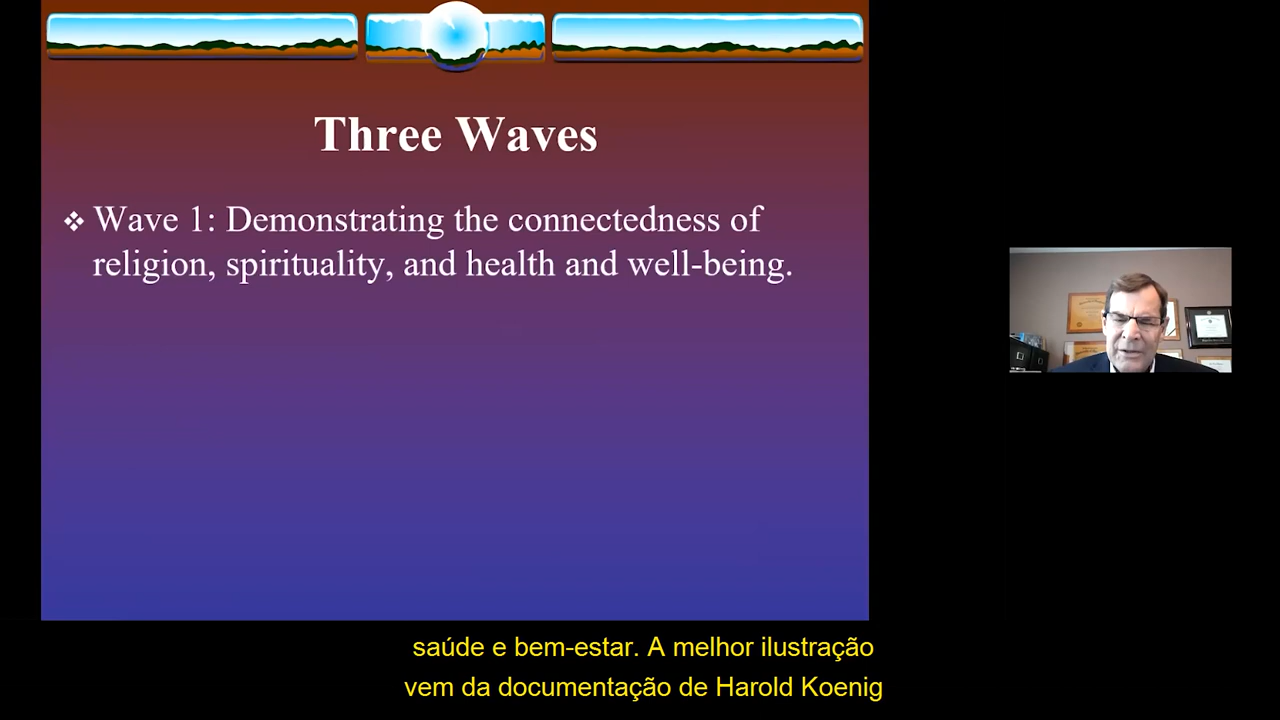 Three Waves
❖ Wave 1: Demonstrating the connectedness of
religion, spirituality, and health and well-being.
saúde e bem-estar. A melhor ilustração
vem da documentação de Harold Koenig